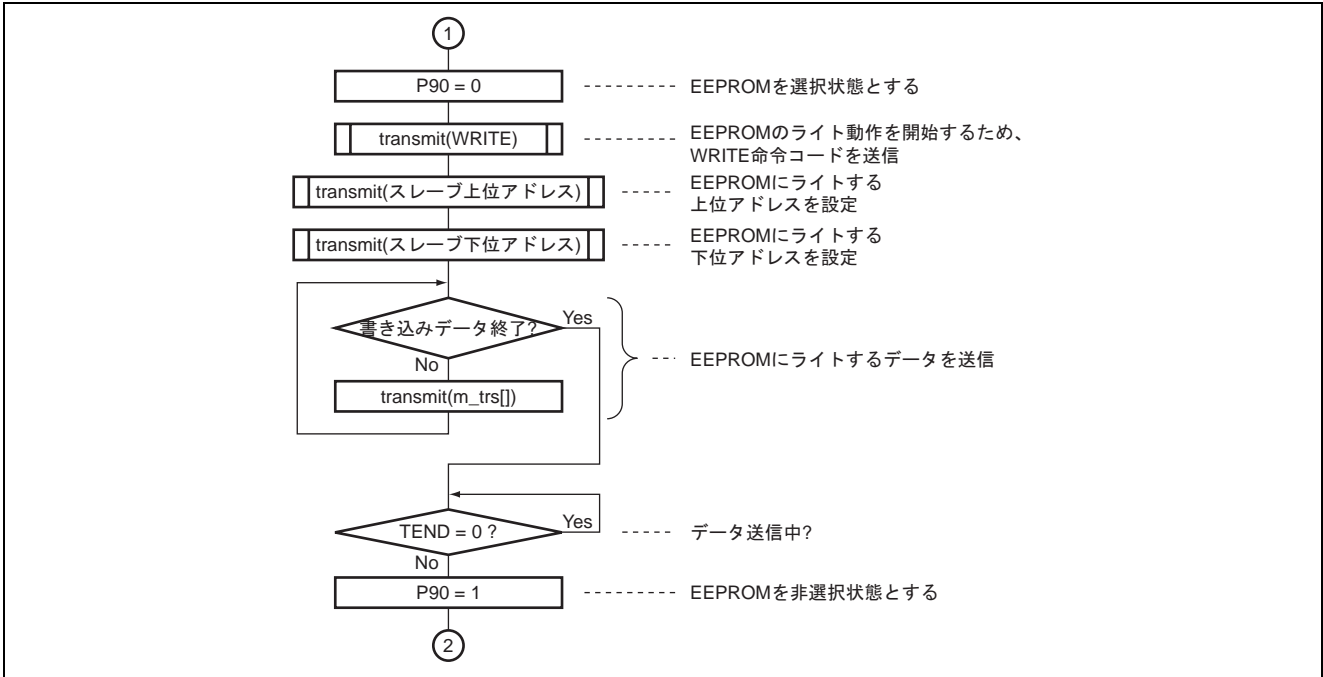 1
P90 = 0
EEPROMを選択状態とする
transmit(WRITE)
EEPROMのライト動作を開始するため、
WRITE命令コードを送信
transmit(スレーブ上位アドレス)
EEPROMにライトする
上位アドレスを設定
transmit(スレーブ下位アドレス)
EEPROMにライトする
下位アドレスを設定
書き込みデータ終了?
Yes
No
EEPROMにライトするデータを送信
transmit(m_trs[])
TEND = 0 ?
Yes
データ送信中?
No
P90 = 1
EEPROMを非選択状態とする
2